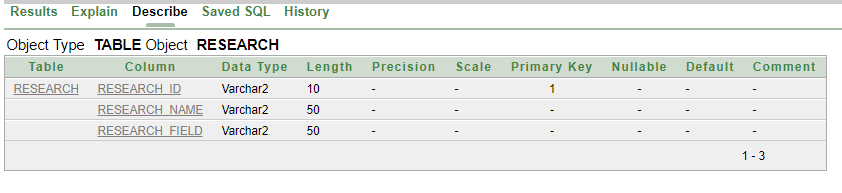 Results Explain Describe Saved SQL History
Object Type TABLE Object RESEARCH
Table Column Data Type Length Precision Scale Primary Key Nullable Default Comment
RESEARCH RESEARCH_ID Varchar2 10 - - 1 - - -
RESEARCH_NAME Varchar2 50 - - - - - -
RESEARCH_FIELD Varchar2 50 - - - - - -
1 - 3